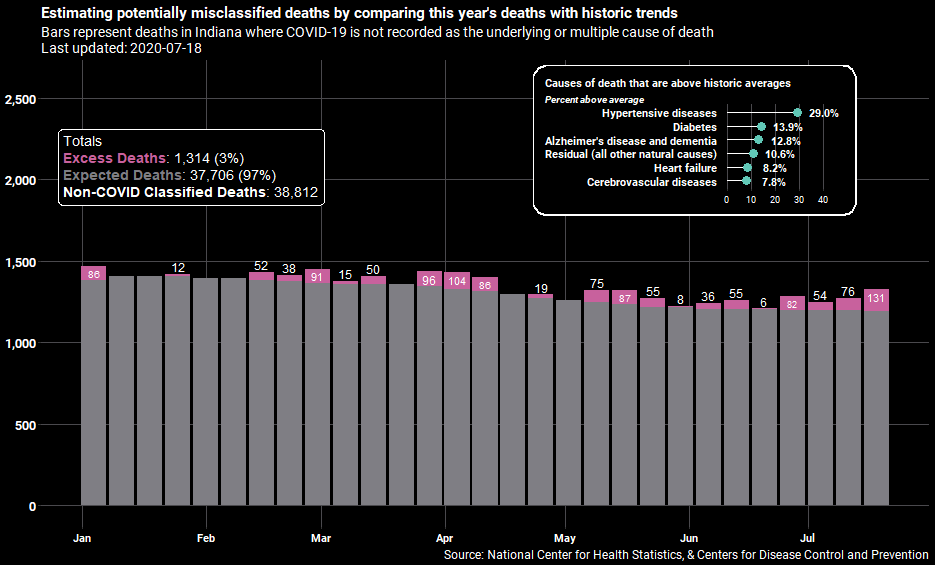 Estimating potentially misclassified deaths by comparing this year's deaths with historic trends
Bars represent deaths in Indiana where COVID-19 is not recorded as the underlying or multiple cause of death
Last updated: 2020-07-18
2,500
2,000
1,500
1,000
500
0
Totals
Excess Deaths: 1,314 (3%)
Expected Deaths: 37,706 (97%)
Non-COVID Classified Deaths: 38,812
Causes of death that are above historic averages
Percent above average
Hypertensive diseases 29.0%
Diabetes 13.9%
Alzheimer's disease and dementia 12.8%
Residual (all other natural causes) 10.6%
Heart failure 8.2%
Cerebrovascular diseases 7.8%
0 10 20 30 40
86 12 52 38 91 15 50 96 104 86 19 75 87 55 8 36 55 6 82 54 76 131
Jan Feb Mar Apr May Jun Jul
Source: National Center for Health Statistics, & Centers for Disease Control and Prevention